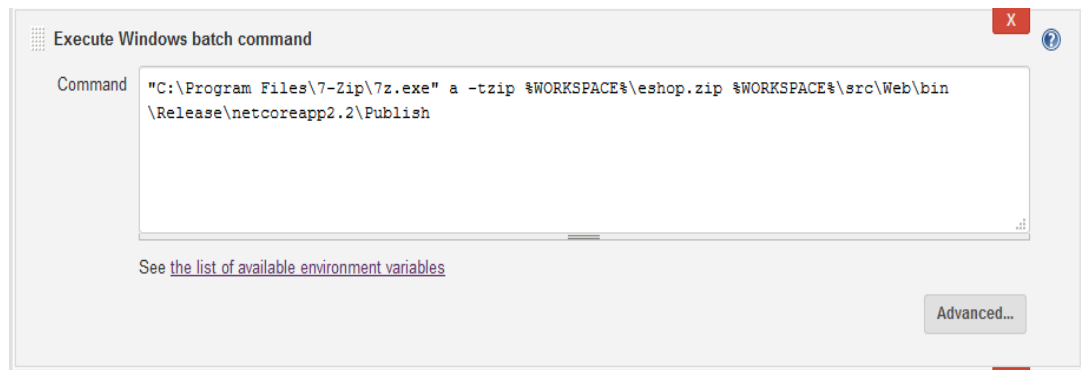 X
Execute Windows batch command
?
Command
"C:\Program Files\7-Zip\7z.exe" a -tzip %WORKSPACE%\eshop.zip %WORKSPACE%\src\Web\bin
\Release\netcoreapp2.2\Publish
See the list of available environment variables
Advanced...